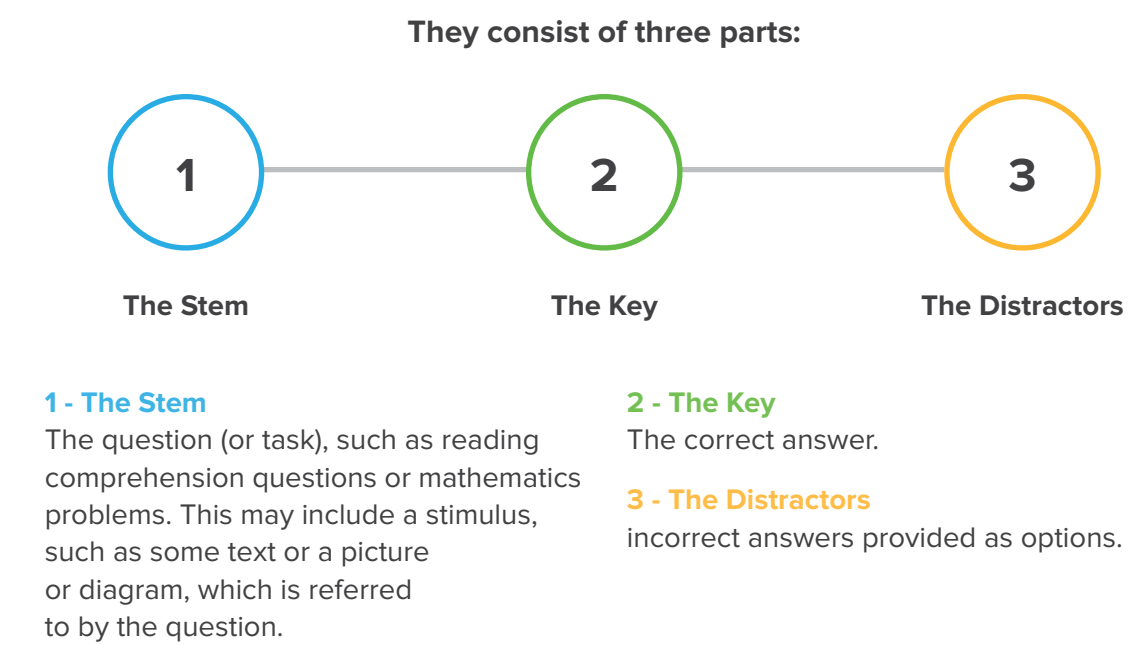 They consist of three parts:
1
2
3
The Stem
The Key
The Distractors
1 - The Stem
The question (or task), such as reading
comprehension questions or mathematics
problems. This may include a stimulus,
such as some text or a picture
or diagram, which is referred
to by the question.
2 - The Key
The correct answer.
3 - The Distractors
incorrect answers provided as options.